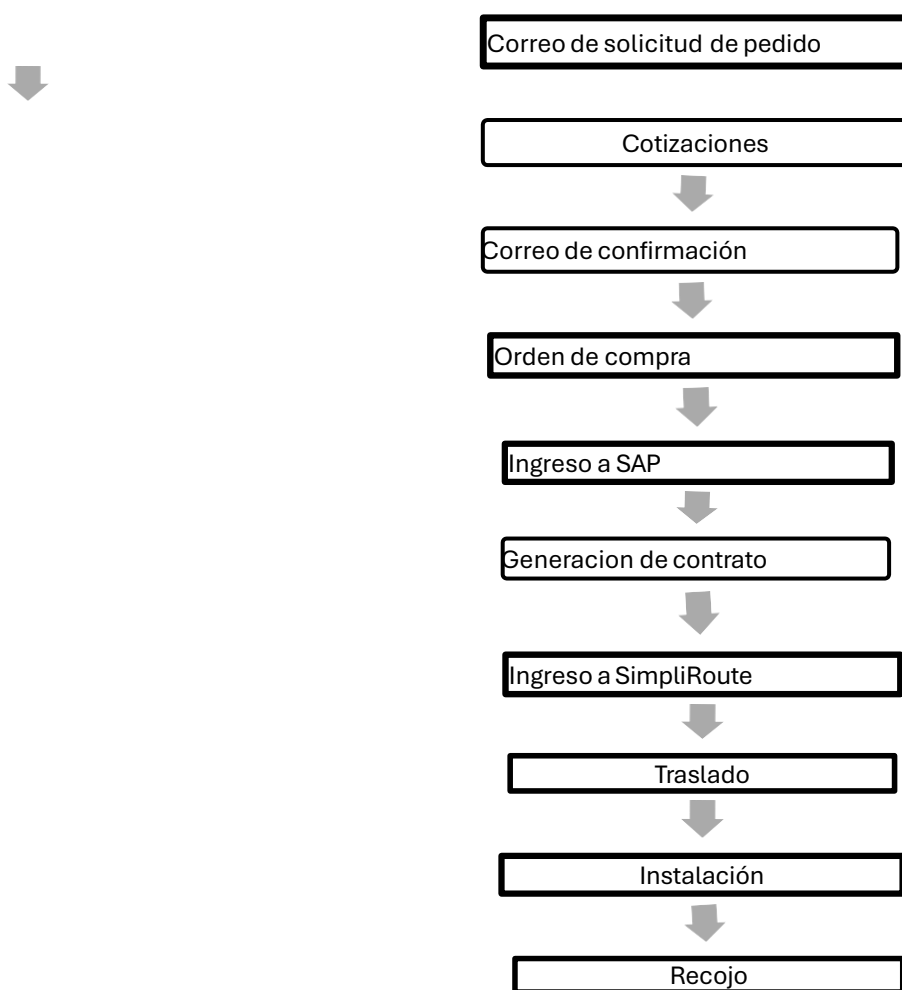 Correo de solicitud de pedido
Cotizaciones
Correo de confirmación
Orden de compra
Ingreso a SAP
Generacion de contrato
Ingreso a SimpliRoute
Traslado
Instalación
Recojo